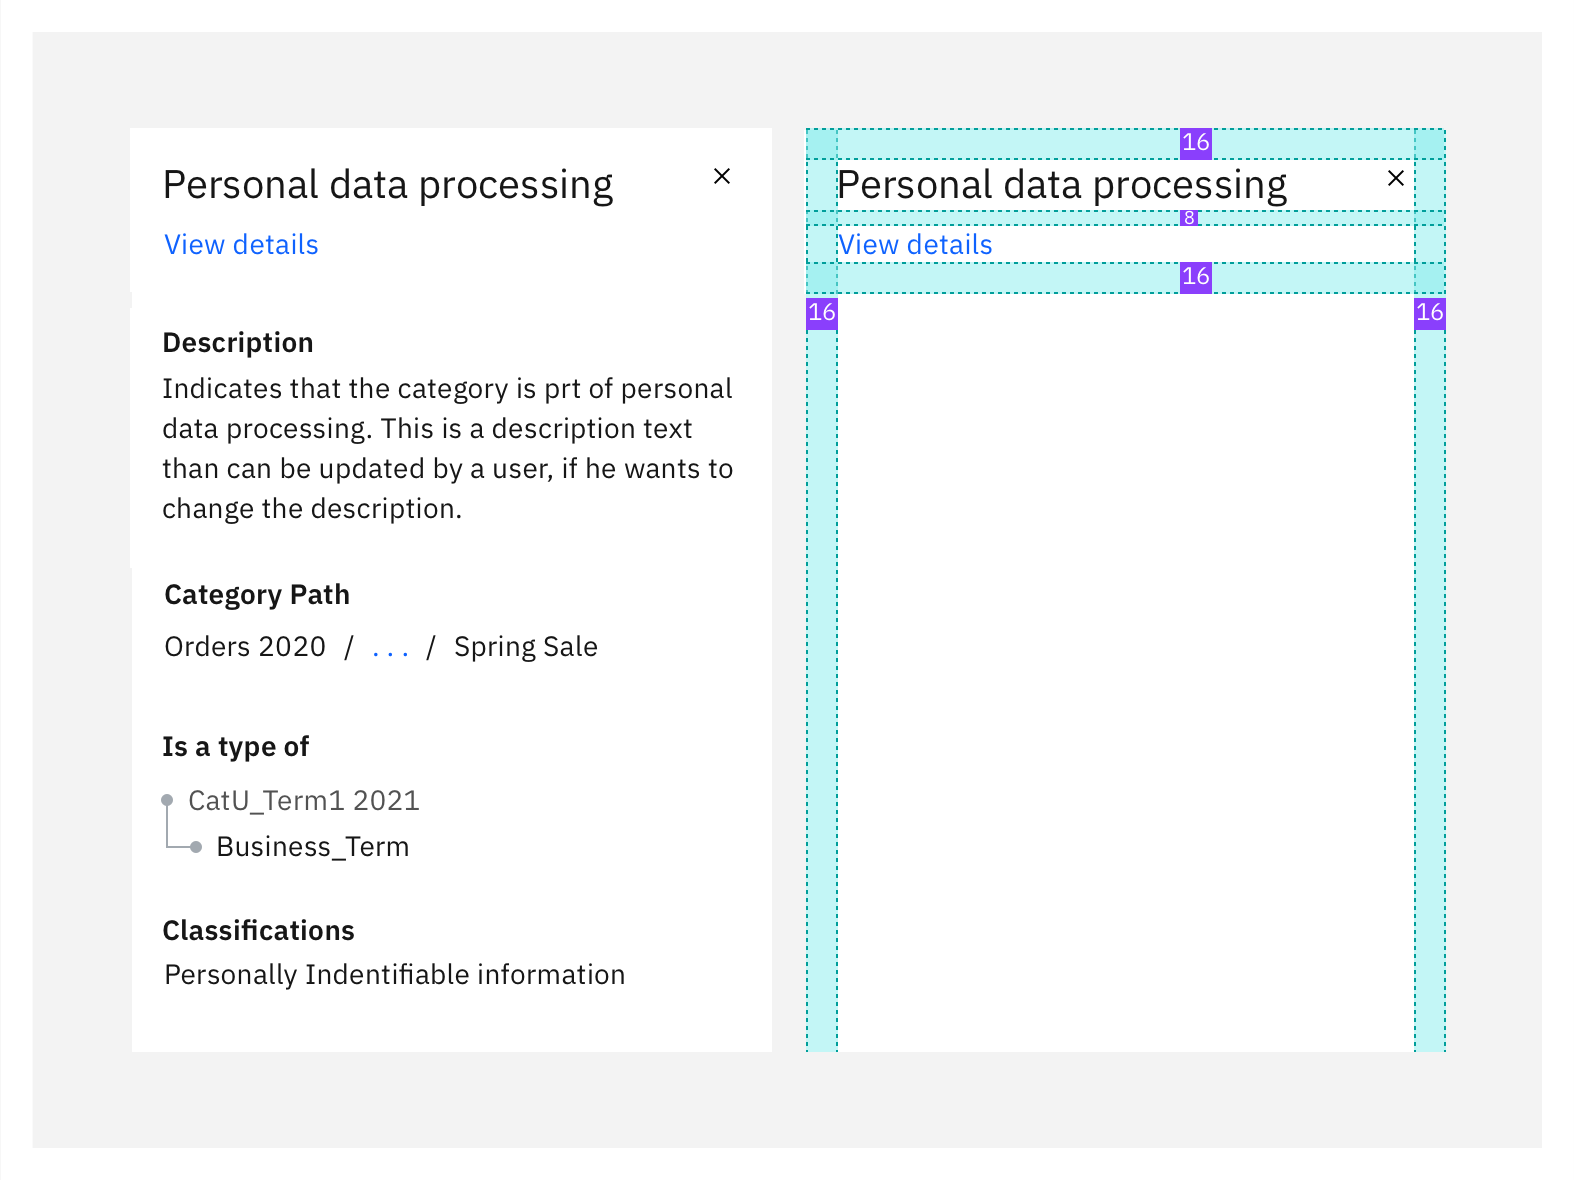 Personal data processing
View details
Description
Indicates that the category is prt of personal
data processing. This is a description text
than can be updated by a user, if he wants to
change the description.
Category Path
Orders 2020 / ... / Spring Sale
Is a type of
CatU_Term1 2021
Business_Term
Classifications
Personally Indentifiable information
16
Personal data processing
8
View details
16
16 16